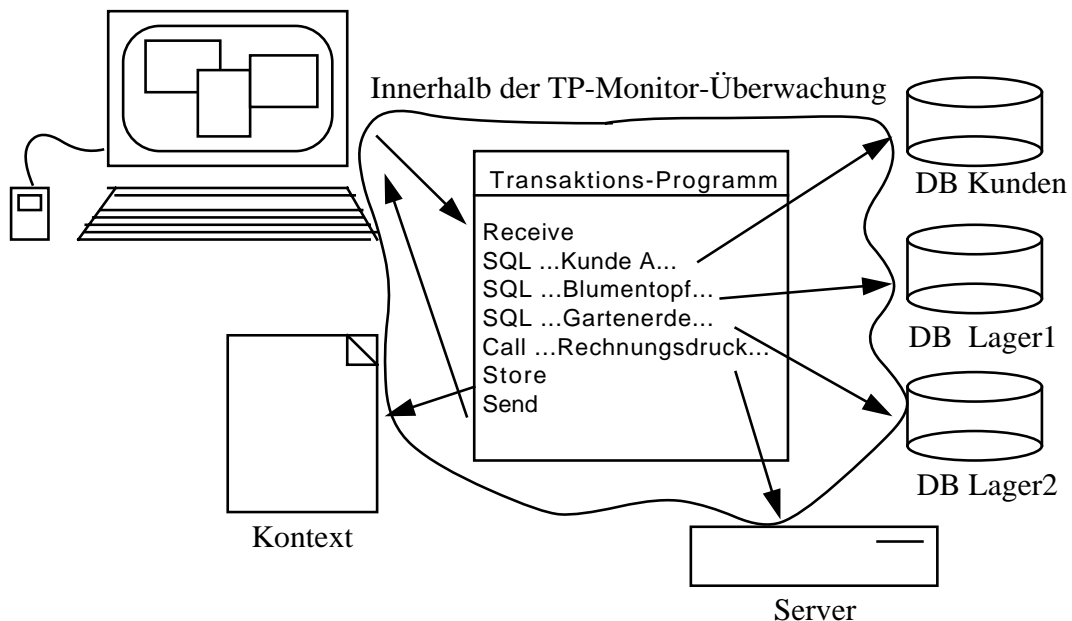 Innerhalb der TP-Monitor-Überwachung
DB Kunden
Transaktions-Programm
Receive
SQL ...Kunde A...
SQL ...Blumentopf...
SQL ...Gartenerde...
Call ...Rechnungsdruck...
Store
Send
DB Lager1
DB Lager2
Kontext
Server